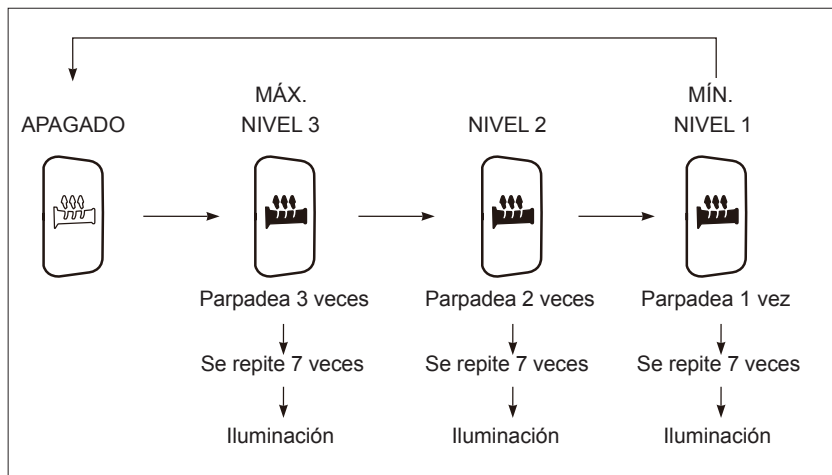 APAGADO
MÁX.
NIVEL 3
NIVEL 2
MÍN.
NIVEL 1
Parpadea 3 veces
Parpadea 2 veces
Parpadea 1 vez
Se repite 7 veces
Se repite 7 veces
Se repite 7 veces
Iluminación
Iluminación
Iluminación